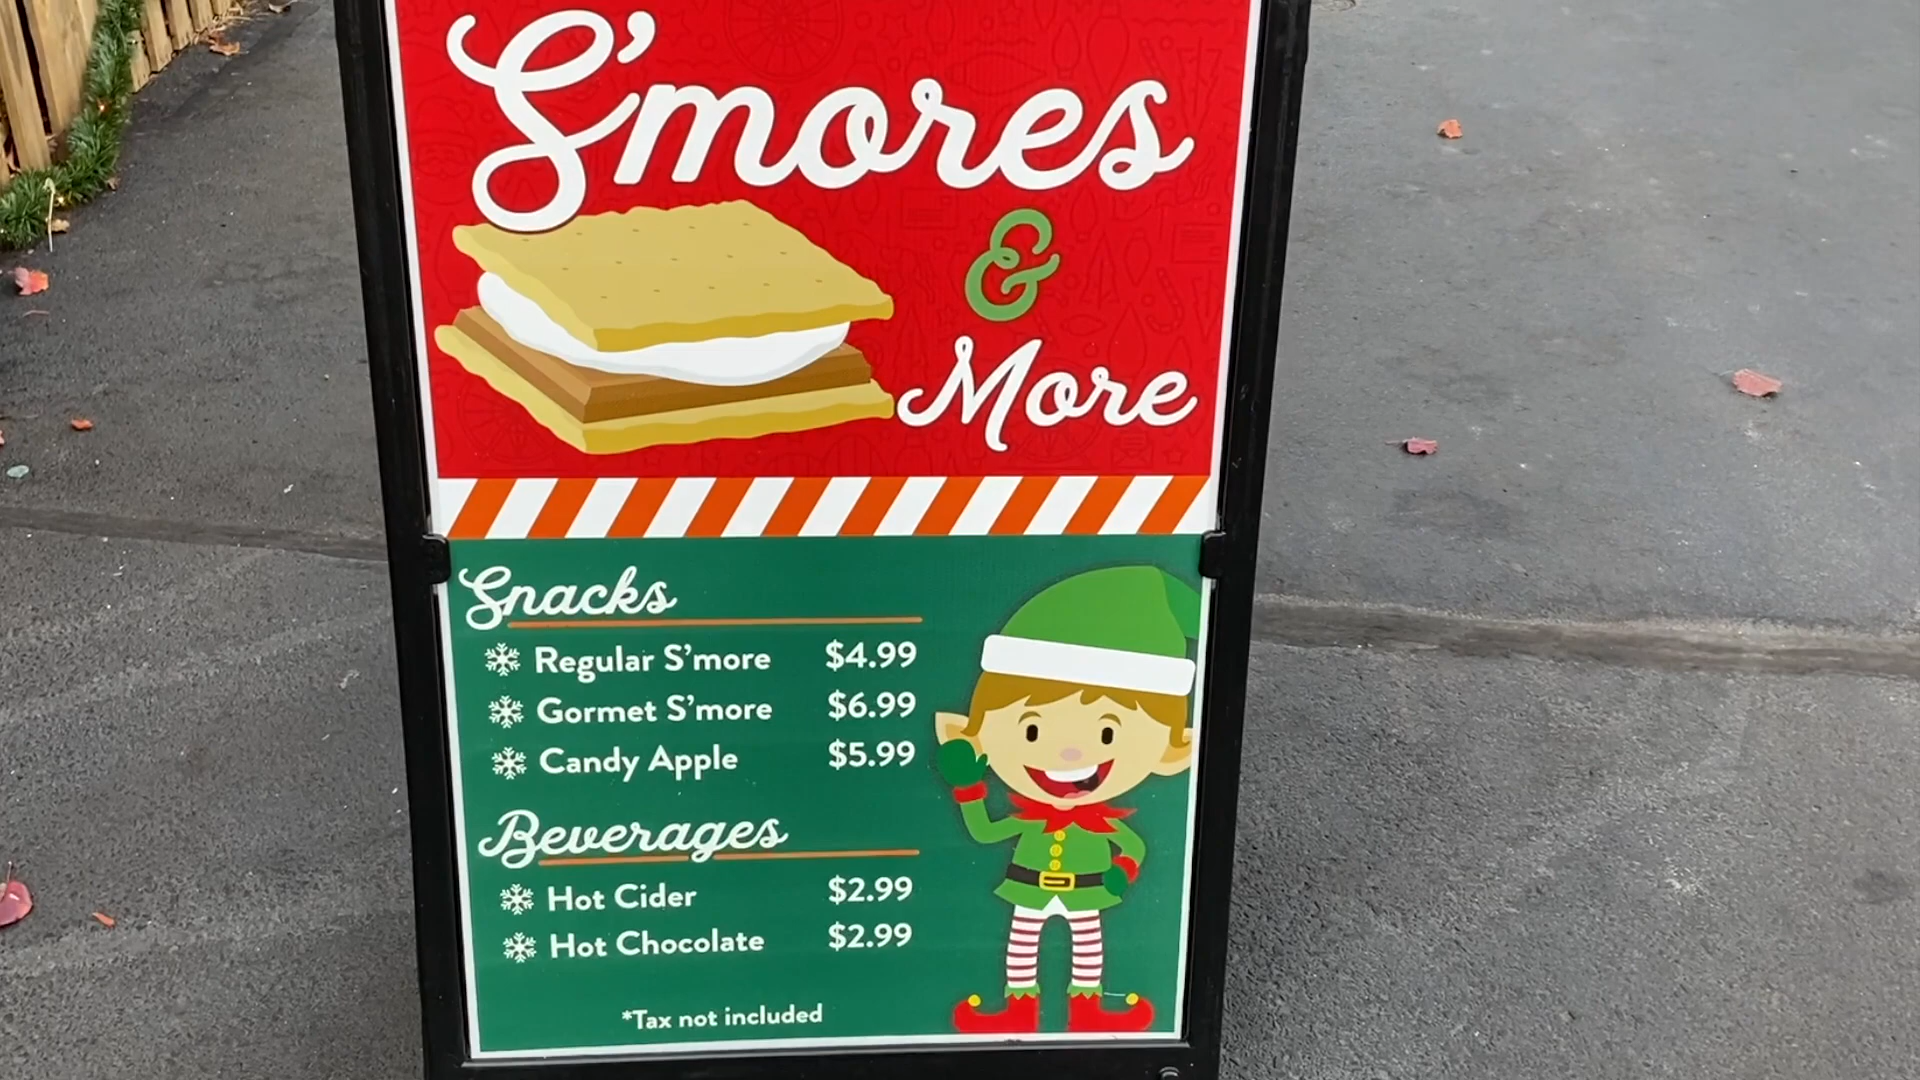 S'mores
&
More
Snacks
Regular S'more $4.99
Gormet S'more $6.99
Candy Apple $5.99
Beverages
Hot Cider $2.99
Hot Chocolate $2.99
*Tax not included